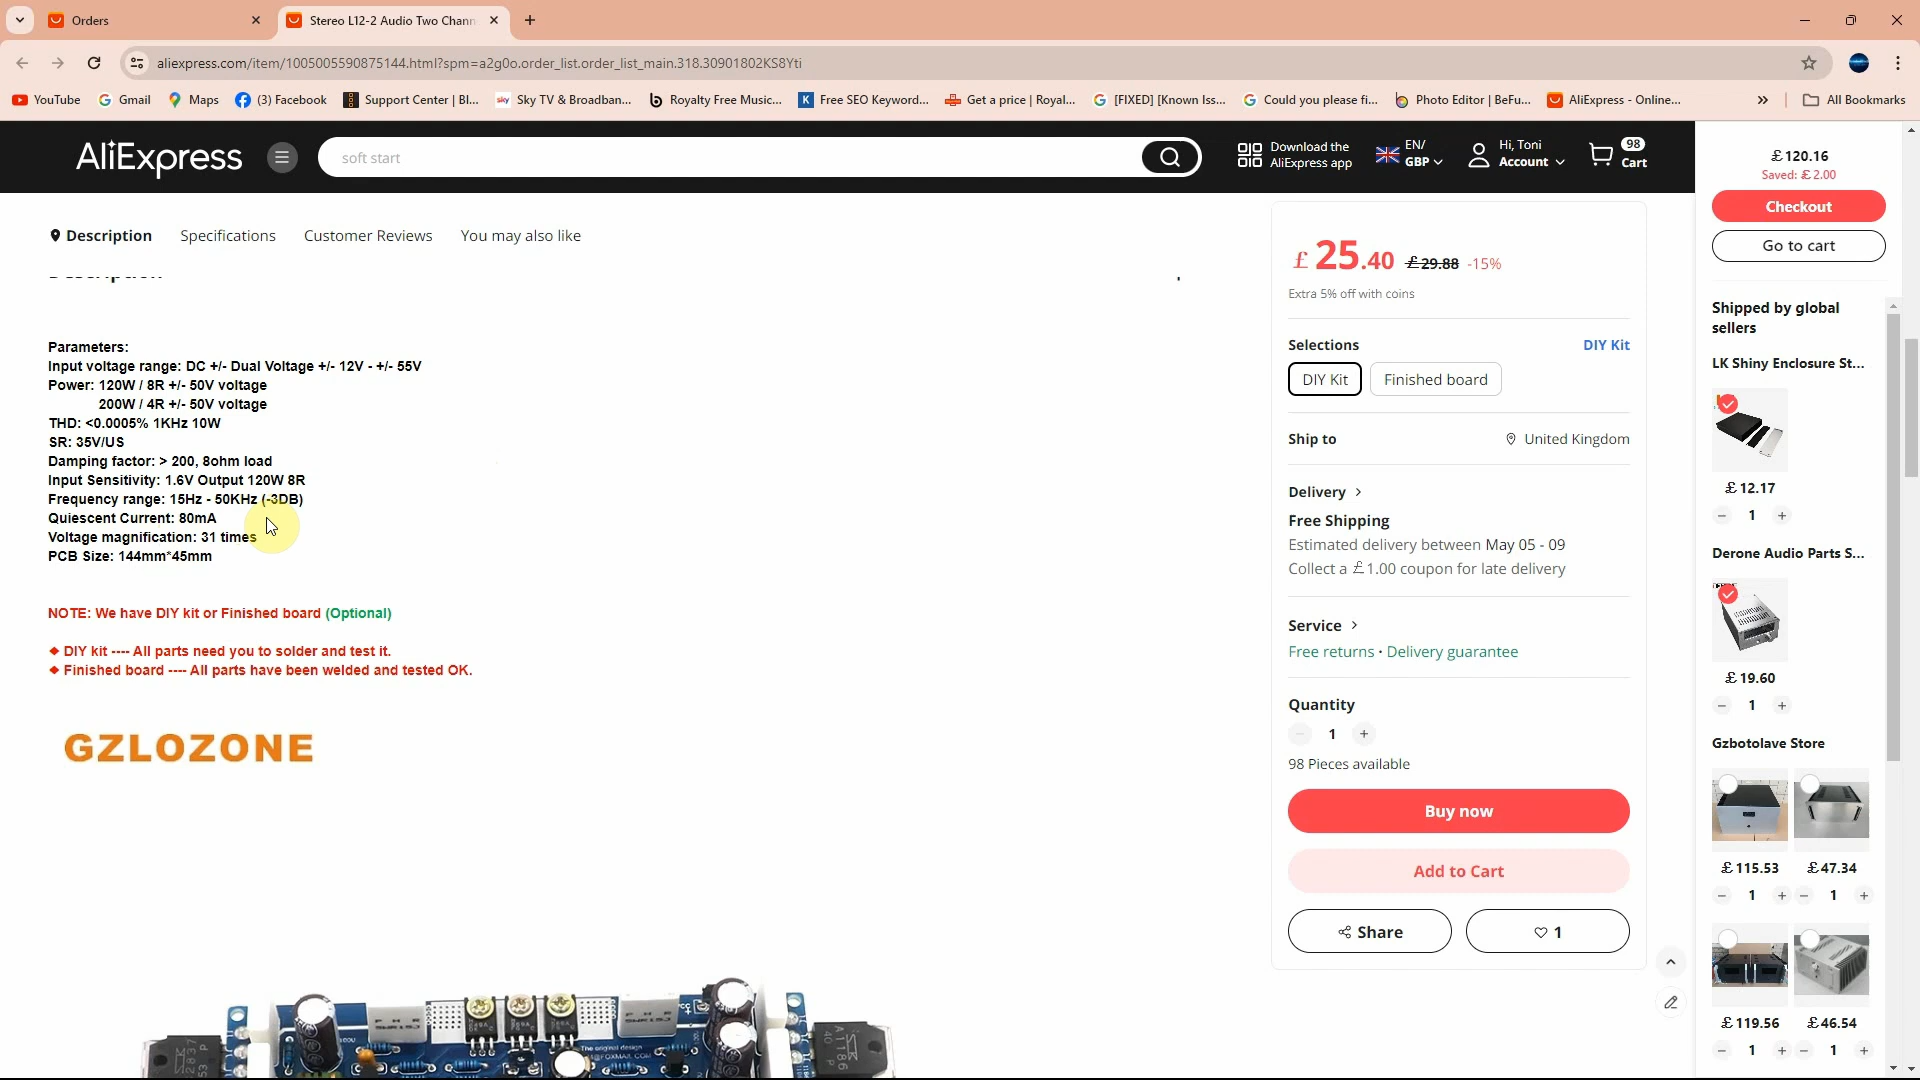 Orders
Stereo L12-2 Audio Two Chann
aliexpress.com/item/1005005590875144.html?spm=a2g0o.order_list.order_list_main.318.30901802KS8Yti
YouTube
Gmail
Maps
(3) Facebook
Support Center | Bl...
Sky TV & Broadban...
Royalty Free Music...
Free SEO Keyword...
Get a price | Royal...
[FIXED] [Known Iss...
Could you please fi...
Photo Editor | BeFu...
AliExpress - Online...
All Bookmarks
AliExpress
soft start
Download the
AliExpress app
EN/
GBP
Hi, Toni
Account
98
Cart
Description
Specifications
Customer Reviews
You may also like
Parameters:
Input voltage range: DC +/- Dual Voltage +/- 12V - +/- 55V
Power: 120W / 8R +/- 50V voltage
200W / 4R +/- 50V voltage
THD: <0.0005% 1KHz 10W
SR: 35V/US
Damping factor: > 200, 8ohm load
Input Sensitivity: 1.6V Output 120W 8R
Frequency range: 15Hz - 50KHz (-3DB)
Quiescent Current: 80mA
Voltage magnification: 31 times
PCB Size: 144mm*45mm
NOTE: We have DIY kit or Finished board (Optional)
◆ DIY kit ---- All parts need you to solder and test it.
◆ Finished board ---- All parts have been welded and tested OK.
GZLOZONE
The original design
£25.40 £29.88 -15%
Extra 5% off with coins
Selections
DIY Kit
DIY Kit
Finished board
Ship to
United Kingdom
Delivery
Free Shipping
Estimated delivery between May 05 - 09
Collect a £1.00 coupon for late delivery
Service
Free returns · Delivery guarantee
Quantity
− 1 +
98 Pieces available
Buy now
Add to Cart
Share
1
£120.16
Saved: £2.00
Checkout
Go to cart
Shipped by global
sellers
LK Shiny Enclosure St...
£12.17
− 1 +
Derone Audio Parts S...
£19.60
− 1 +
Gzbotolave Store
£115.53
£47.34
− 1 +
− 1 +
£119.56
£46.54
− 1 +
− 1 +